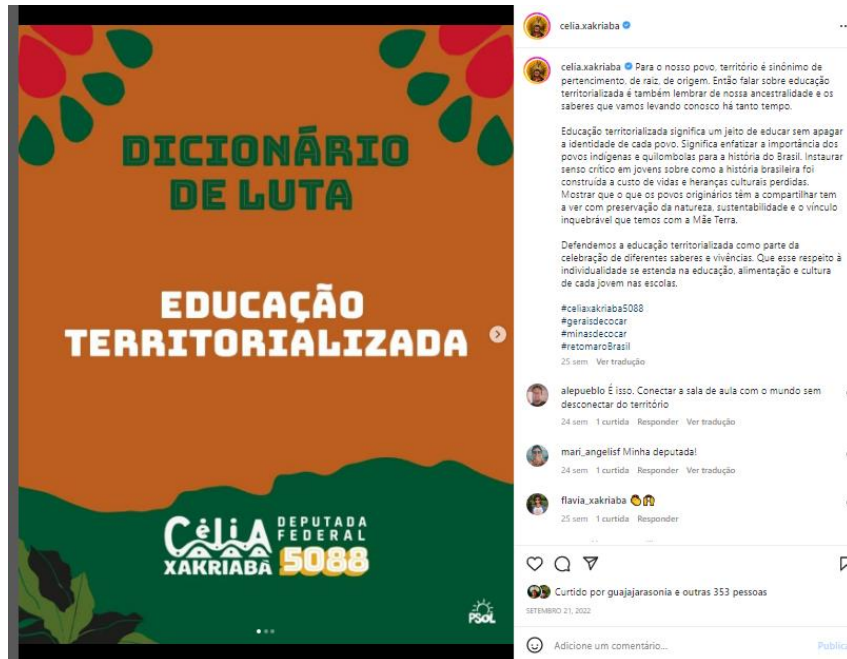 DICIONÁRIO
DE LUTA
EDUCAÇÃO
TERRITORIALIZADA
CéLiA
XAKRIABÁ
DEPUTADA
FEDERAL
5088
PSOL
celia.xakriaba
celia.xakriaba Para o nosso povo, território é sinônimo de
pertencimento, de raiz, de origem. Então falar sobre educação
territorializada é também lembrar de nossa ancestralidade e os
saberes que vamos levando conosco há tanto tempo.
Educação territorializada significa um jeito de educar sem apagar
a identidade de cada povo. Significa enfatizar a importância dos
povos indígenas e quilombolas para a história do Brasil. Instaurar
senso crítico em jovens sobre como a história brasileira foi
construída a custo de vidas e heranças culturais perdidas.
Mostrar que o que os povos originários têm a compartilhar tem
a ver com preservação da natureza, sustentabilidade e o vínculo
inquebrável que temos com a Mãe Terra.
Defendemos a educação territorializada como parte da
celebração de diferentes saberes e vivências. Que esse respeito à
individualidade se estenda na educação, alimentação e cultura
de cada jovem nas escolas.
#celiaxakriaba5088
#geraisdecocar
#minasdecocar
#retomaroBrasil
25 sem Ver tradução
alepueblo É isso. Conectar a sala de aula com o mundo sem
desconectar do território
24 sem 1 curtida Responder Ver tradução
mari_angelisf Minha deputada!
24 sem 1 curtida Responder Ver tradução
flavia_xakriaba 👏🙌
25 sem 1 curtida Responder
Curtido por guajajarasonia e outras 353 pessoas
SETEMBRO 21, 2022
Adicione um comentário...